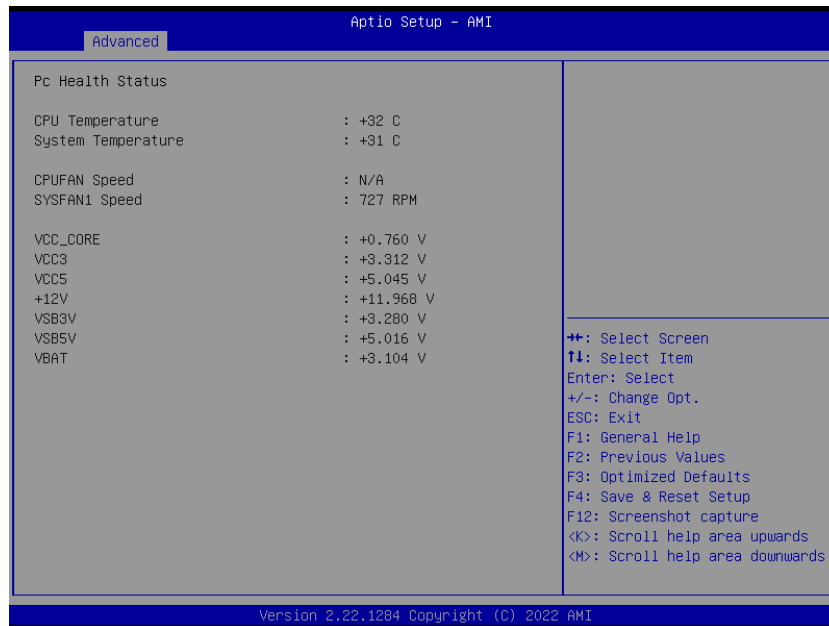 Aptio Setup - AMI
Advanced
Pc Health Status
CPU Temperature : +32 C
System Temperature : +31 C
CPUFAN Speed : N/A
SYSFAN1 Speed : 727 RPM
VCC_CORE : +0.760 V
VCC3 : +3.312 V
VCC5 : +5.045 V
+12V : +11.968 V
VSB3V : +3.280 V
VSB5V : +5.016 V
VBAT : +3.104 V
→←: Select Screen
↑↓: Select Item
Enter: Select
+/-: Change Opt.
ESC: Exit
F1: General Help
F2: Previous Values
F3: Optimized Defaults
F4: Save & Reset Setup
F12: Screenshot capture
<K>: Scroll help area upwards
<M>: Scroll help area downwards
Version 2.22.1284 Copyright (C) 2022 AMI